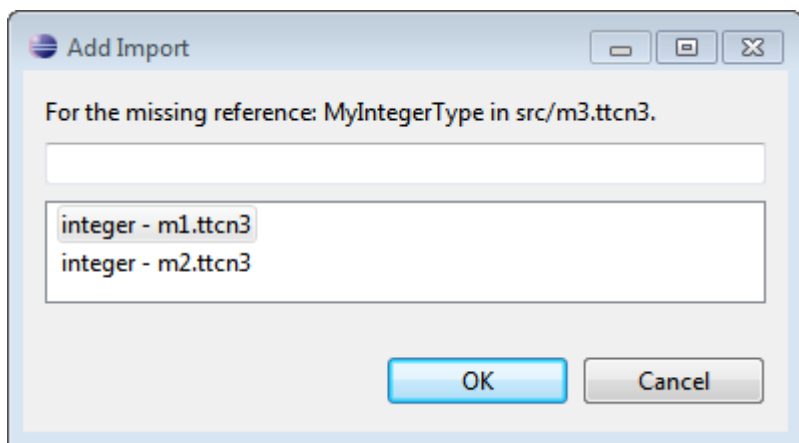 Add Import
For the missing reference: MyIntegerType in src/m3.ttcn3.
integer - m1.ttcn3
integer - m2.ttcn3
OK
Cancel